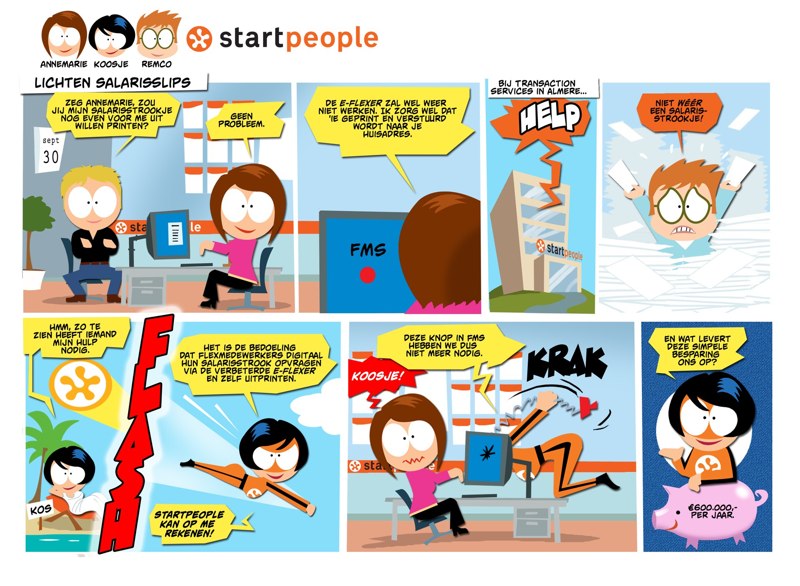 startpeople
ANNEMARIE KOOSJE REMCO
LICHTEN SALARISSLIPS
ZEG ANNEMARIE, ZOU
JIJ MIJN SALARISSTROOKJE
NOG EVEN VOOR ME UIT
WILLEN PRINTEN?
GEEN
PROBLEEM.
sept
30
startpeople
DE E-FLEXER ZAL WEL WEER
NIET WERKEN. IK ZORG WEL DAT
'IE GEPRINT EN VERSTUURD
WORDT NAAR JE
HUISADRES.
FMS
BIJ TRANSACTION
SERVICES IN ALMERE...
HELP
startpeople
NIET WÉÉR
EEN SALARIS-
STROOKJE!
HMM, ZO TE
ZIEN HEEFT IEMAND
MIJN HULP
NODIG.
KOS
FLASH
HET IS DE BEDOELING
DAT FLEXMEDEWERKERS DIGITAAL
HUN SALARISTROOK OPVRAGEN
VIA DE VERBETERDE E-FLEXER
EN ZELF UITPRINTEN.
STARTPEOPLE
KAN OP ME
REKENEN!
DEZE KNOP IN FMS
HEBBEN WE DUS
NIET MEER NODIG.
KOOSJE!
KRAK
startpeople
EN WAT LEVERT
DEZE SIMPELE
BESPARING
ONS OP?
€600.000,-
PER JAAR.